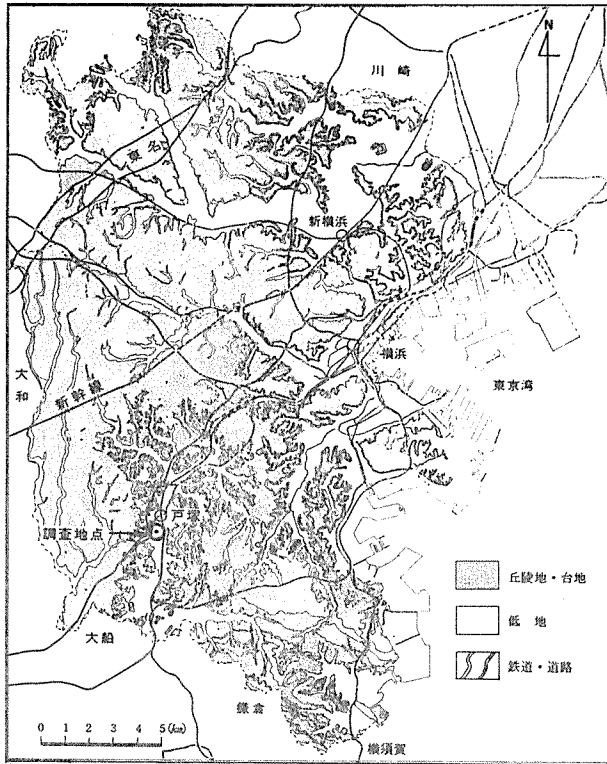 N
川崎
東名
新横浜
横浜
東京湾
大和
新幹線
戸塚
調査地点
丘陵地・台地
低地
鉄道・道路
大船
鎌倉
横須賀
0 1 2 3 4 5(km)